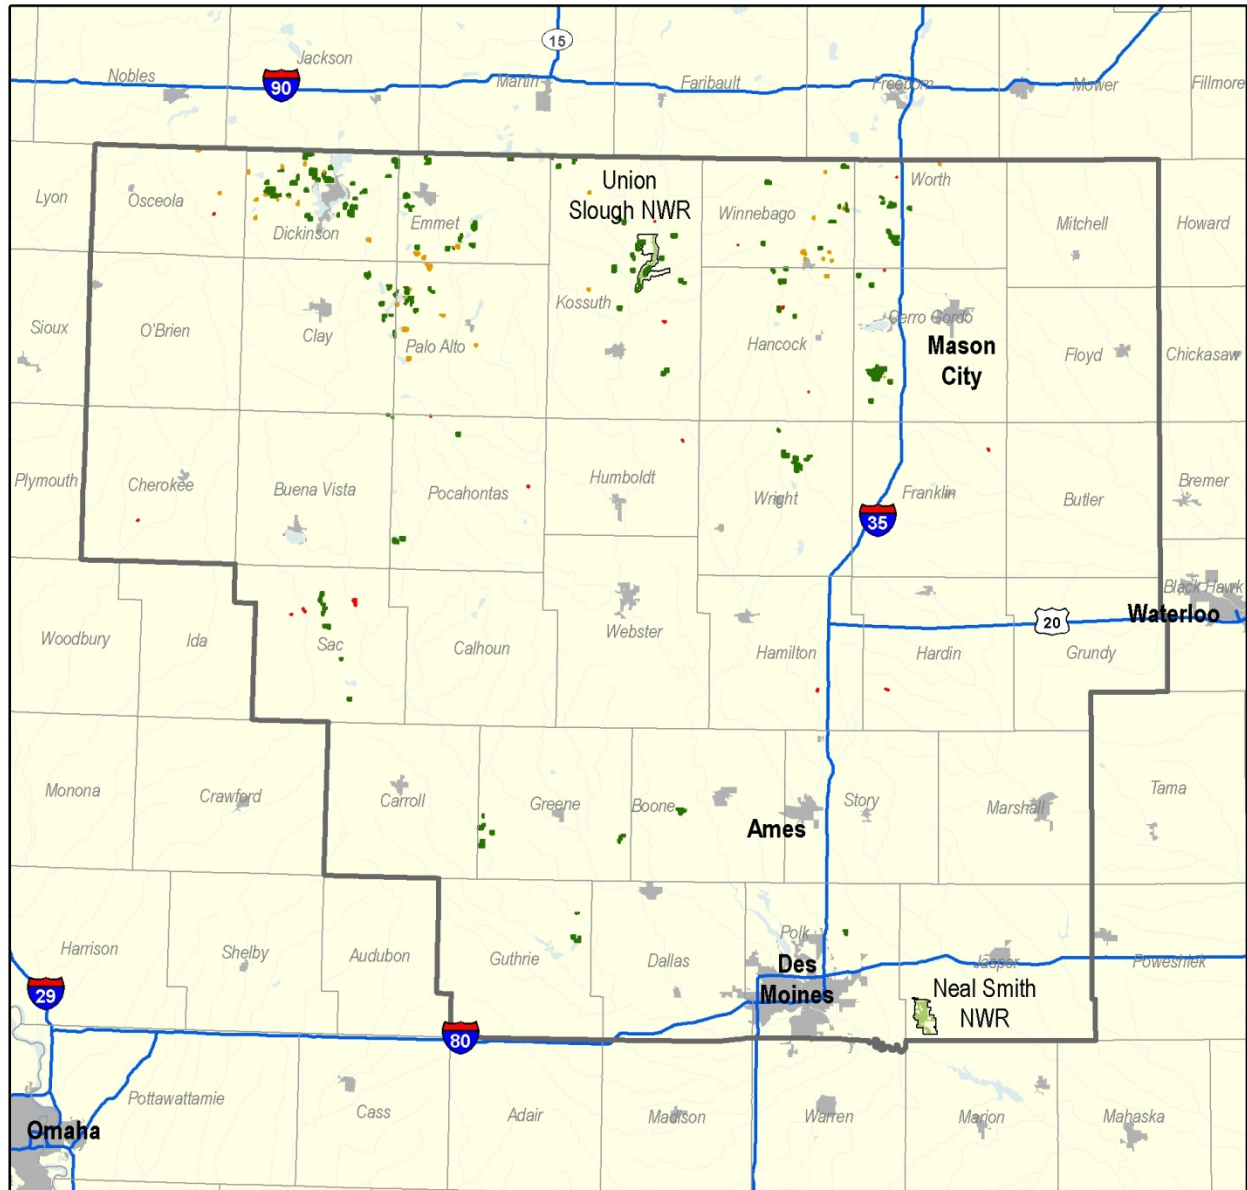 15
Jackson
Nobles
90
Martin
Faribault
Freeborn
Mower
Fillmore
Lyon
Osceola
Dickinson
Emmet
Union
Slough NWR
Winnebago
Worth
Mitchell
Howard
Sioux
O'Brien
Clay
Palo Alto
Kossuth
Hancock
Cerro Gordo
Mason
City
Floyd
Chickasaw
Plymouth
Cherokee
Buena Vista
Pocahontas
Humboldt
Wright
Franklin
35
Butler
Bremer
Black Hawk
Waterloo
20
Woodbury
Ida
Sac
Calhoun
Webster
Hamilton
Hardin
Grundy
Monona
Crawford
Carroll
Greene
Boone
Ames
Story
Marshall
Tama
Harrison
Shelby
Audubon
Guthrie
Dallas
Polk
Des
Moines
Jasper
Poweshiek
29
80
Neal Smith
NWR
Pottawattamie
Cass
Adair
Madison
Warren
Marion
Mahaska
Omaha